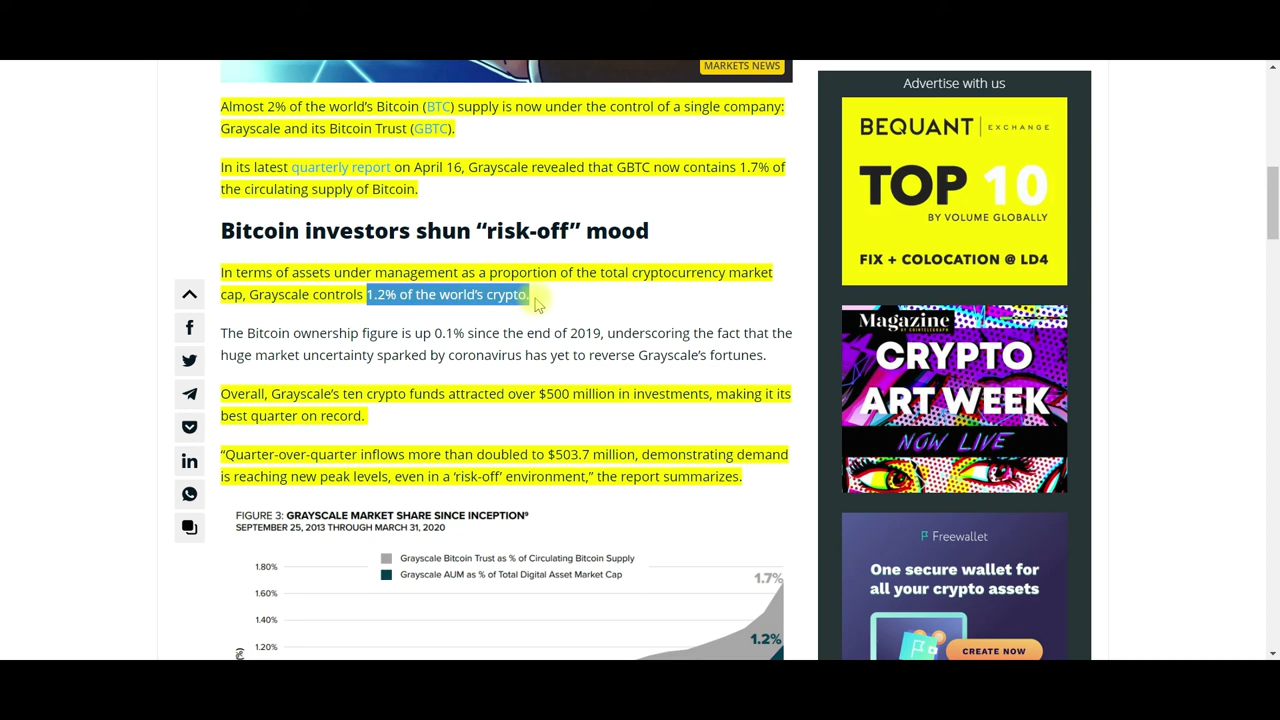 MARKETS NEWS
Almost 2% of the world's Bitcoin (BTC) supply is now under the control of a single company:
Grayscale and its Bitcoin Trust (GBTC).
In its latest quarterly report on April 16, Grayscale revealed that GBTC now contains 1.7% of
the circulating supply of Bitcoin.
Bitcoin investors shun “risk-off” mood
In terms of assets under management as a proportion of the total cryptocurrency market
cap, Grayscale controls 1.2% of the world's crypto.
The Bitcoin ownership figure is up 0.1% since the end of 2019, underscoring the fact that the
huge market uncertainty sparked by coronavirus has yet to reverse Grayscale's fortunes.
Overall, Grayscale's ten crypto funds attracted over $500 million in investments, making it its
best quarter on record.
“Quarter-over-quarter inflows more than doubled to $503.7 million, demonstrating demand
is reaching new peak levels, even in a ‘risk-off’ environment,” the report summarizes.
FIGURE 3: GRAYSCALE MARKET SHARE SINCE INCEPTION⁹
SEPTEMBER 25, 2013 THROUGH MARCH 31, 2020
Grayscale Bitcoin Trust as % of Circulating Bitcoin Supply
Grayscale AUM as % of Total Digital Asset Market Cap
1.80%
1.7%
1.60%
1.40%
1.2%
1.20%
Advertise with us
BEQUANT | EXCHANGE
TOP 10
BY VOLUME GLOBALLY
FIX + COLOCATION @ LD4
Magazine
BY COINTELEGRAPH
CRYPTO
ART WEEK
NOW LIVE
Freewallet
One secure wallet for
all your crypto assets
CREATE NOW